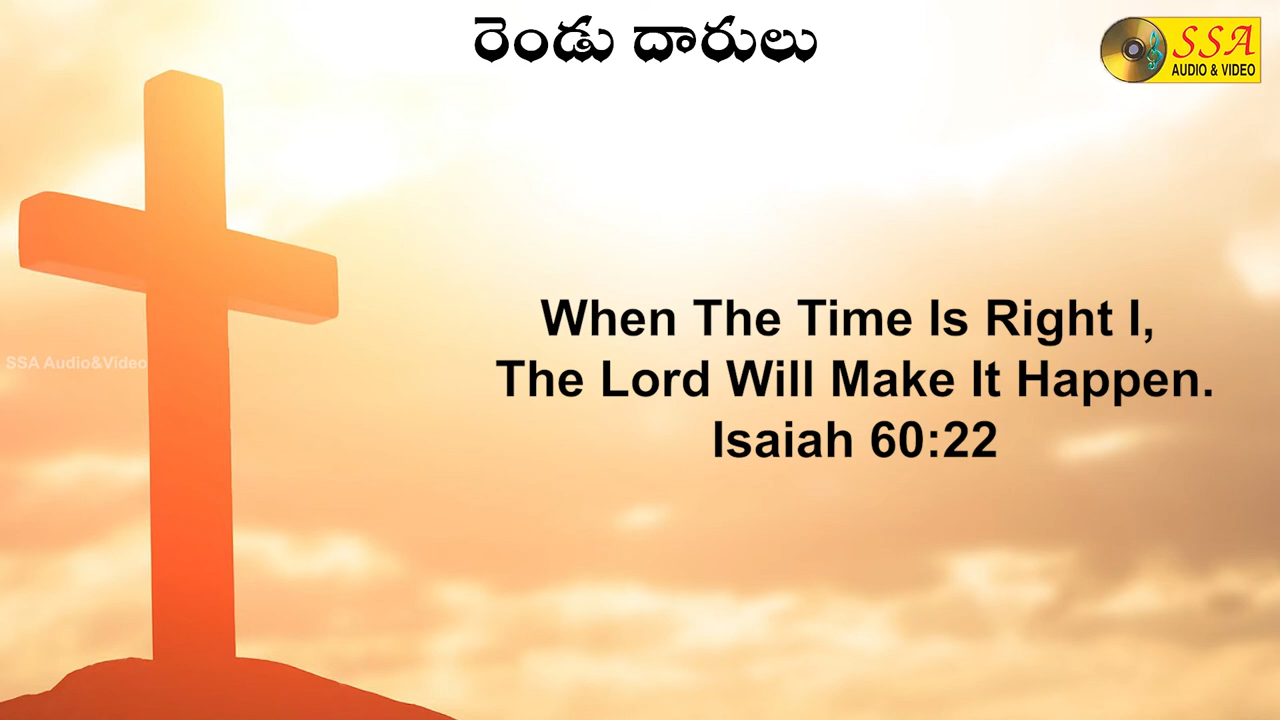 రెండు దారులు
SSA
AUDIO & VIDEO
When The Time Is Right I,
The Lord Will Make It Happen.
Isaiah 60:22
SSA Audio&Video